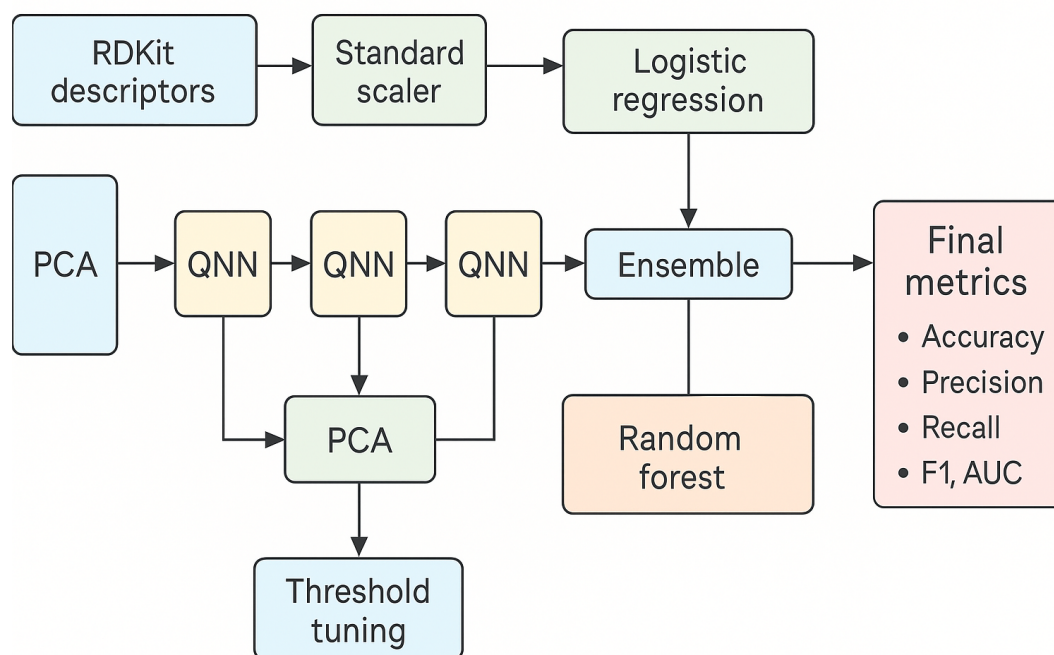 RDKit
descriptors
Standard
scaler
Logistic
regression
PCA
QNN
QNN
QNN
Ensemble
Final
metrics
• Accuracy
• Precision
• Recall
• F1, AUC
PCA
Random
forest
Threshold
tuning